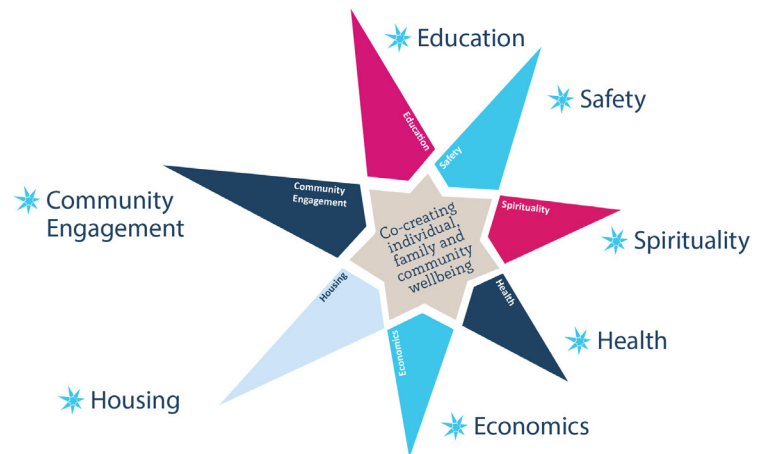 Education
Safety
Education
Safety
Community
Engagement
Spirituality
Community
Engagement
Co-creating
individual,
family and
community
wellbeing
Spirituality
Housing
Health
Health
Economics
Housing
Economics